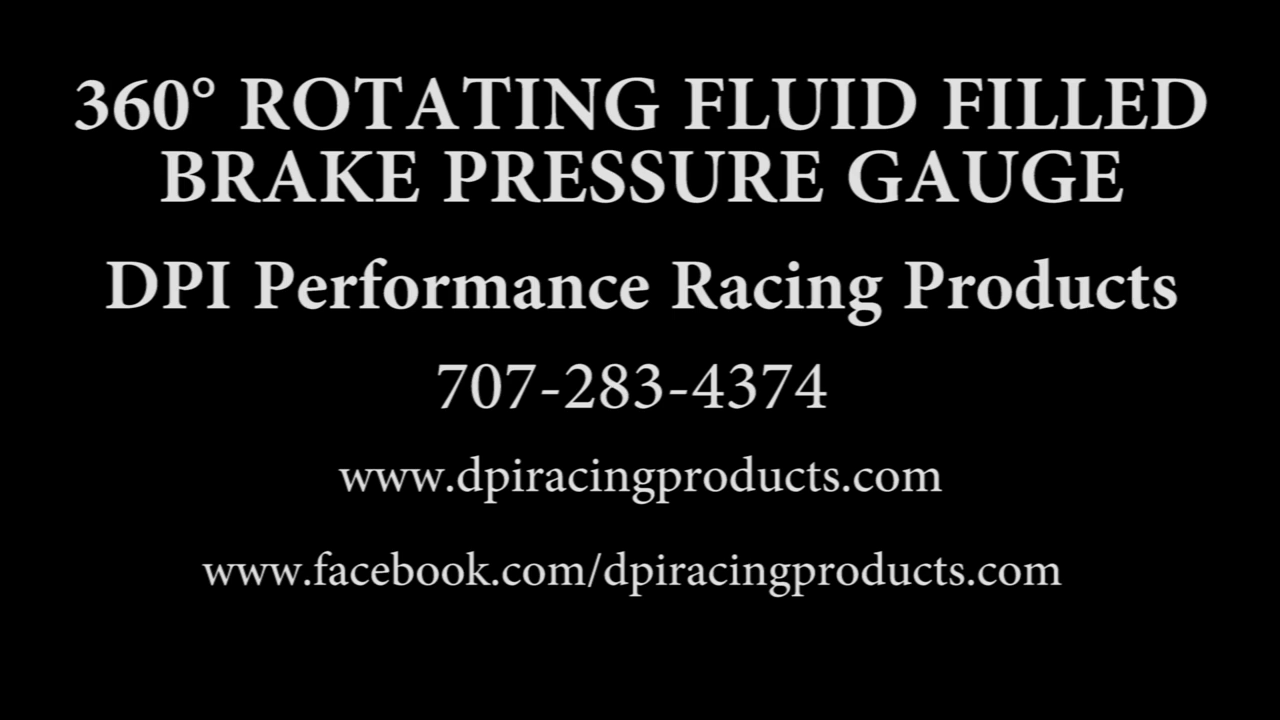 360° ROTATING FLUID FILLED
BRAKE PRESSURE GAUGE
DPI Performance Racing Products
707-283-4374
www.dpiracingproducts.com
www.facebook.com/dpiracingproducts.com